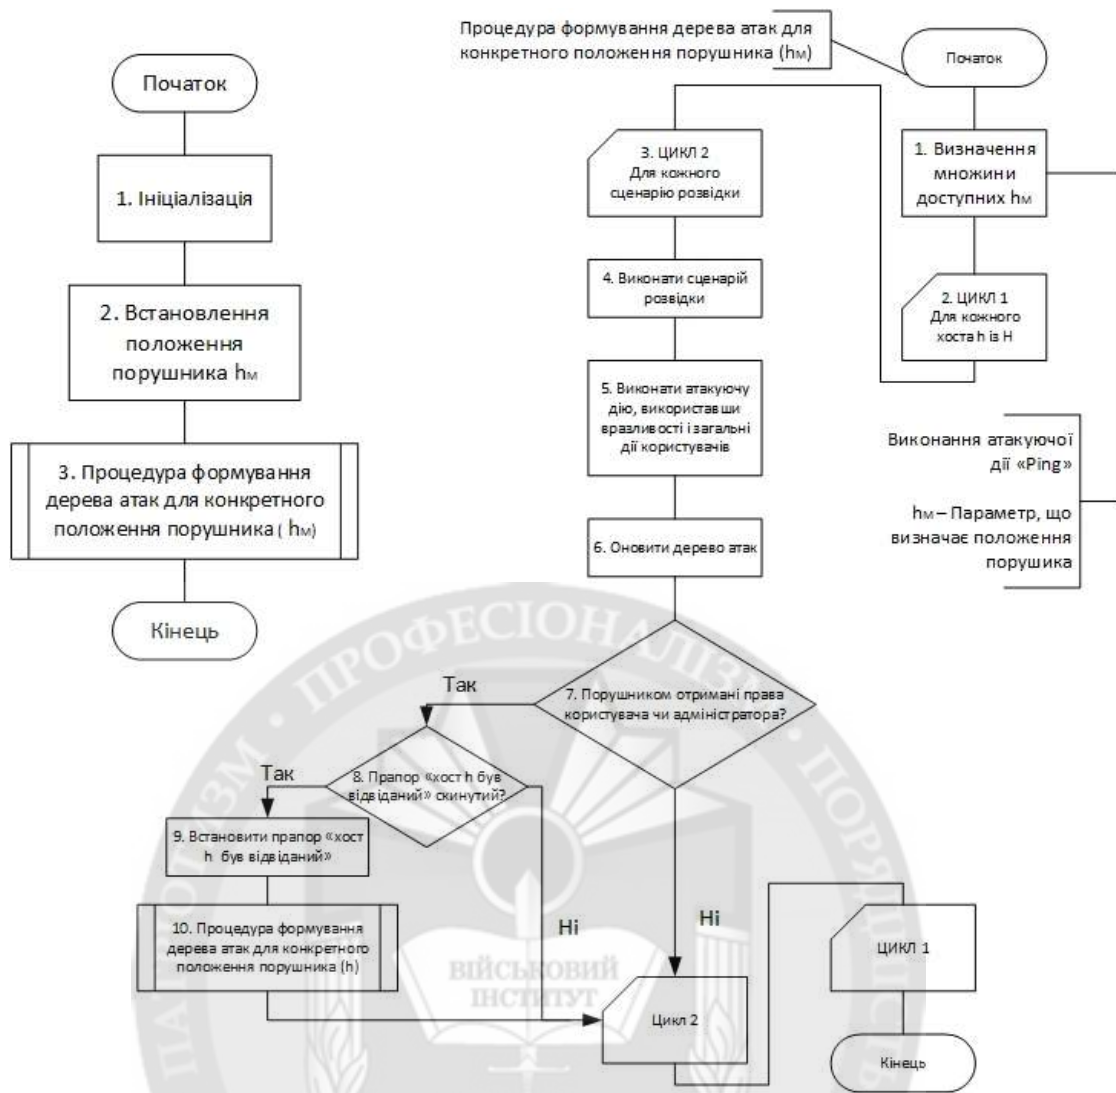 Початок
1. Ініціалізація
2. Встановлення
положення
порушника hм
3. Процедура формування
дерева атак для конкретного
положення порушника ( hм)
Кінець
Процедура формування дерева атак для
конкретного положення порушника (hм)
Початок
1. Визначення
множини
доступних hм
2. ЦИКЛ 1
Для кожного
хоста h із H
3. ЦИКЛ 2
Для кожного
сценарію розвідки
4. Виконати сценарій
розвідки
5. Виконати атакуючу
дію, використавши
вразливості і загальні
дії користувачів
6. Оновити дерево атак
Виконання атакуючої
дії «Ping»
hм – Параметр, що
визначає положення
порушика
7. Порушником отримані права
користувача чи адміністратора?
Так
8. Прапор «хост h був
відвіданий» скинутий?
Так
9. Встановити прапор «хост
h був відвіданий»
10. Процедура формування
дерева атак для конкретного
положення порушника (h)
Ні
Ні
Цикл 2
ЦИКЛ 1
Кінець
ПАТРІОТИЗМ • ПРОФЕСІОНАЛІЗМ • ПОРЯДНІСТЬ
ВІЙСЬКОВИЙ
ІНСТИТУТ